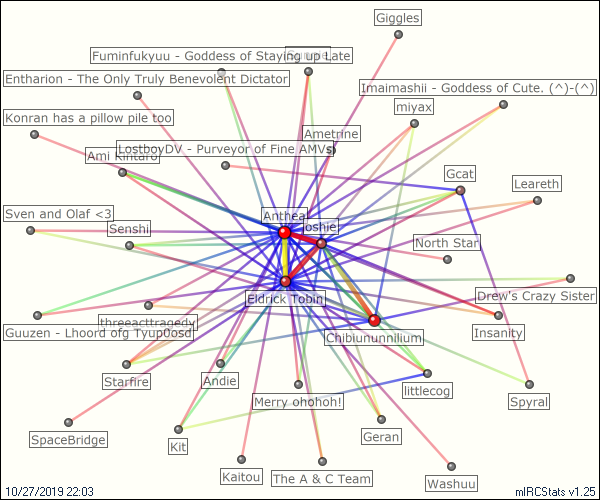 Giggles
Fuminfukyuu - Goddess of Staying up Late
Entharion - The Only Truly Benevolent Dictator
Imaimashii - Goddess of Cute. (^)-(^)
miyax
Konran has a pillow pile too
Ametrine
LostboyDV - Purveyor of Fine AMVs
Ami Kintaro
Gcat
Leareth
Sven and Olaf <3
Anthea
oshie
Senshi
North Star
Eldrick Tobin
Drew's Crazy Sister
threeacttragedy
Guuzen - Lhoord ofg Tyup0osd
Chibiununnilium
Insanity
Starfire
Andie
littlecog
Merry ohohoh!
Spyral
SpaceBridge
Kit
Geran
Kaitou
The A & C Team
Washuu
10/27/2019 22:03
mIRCStats v1.25